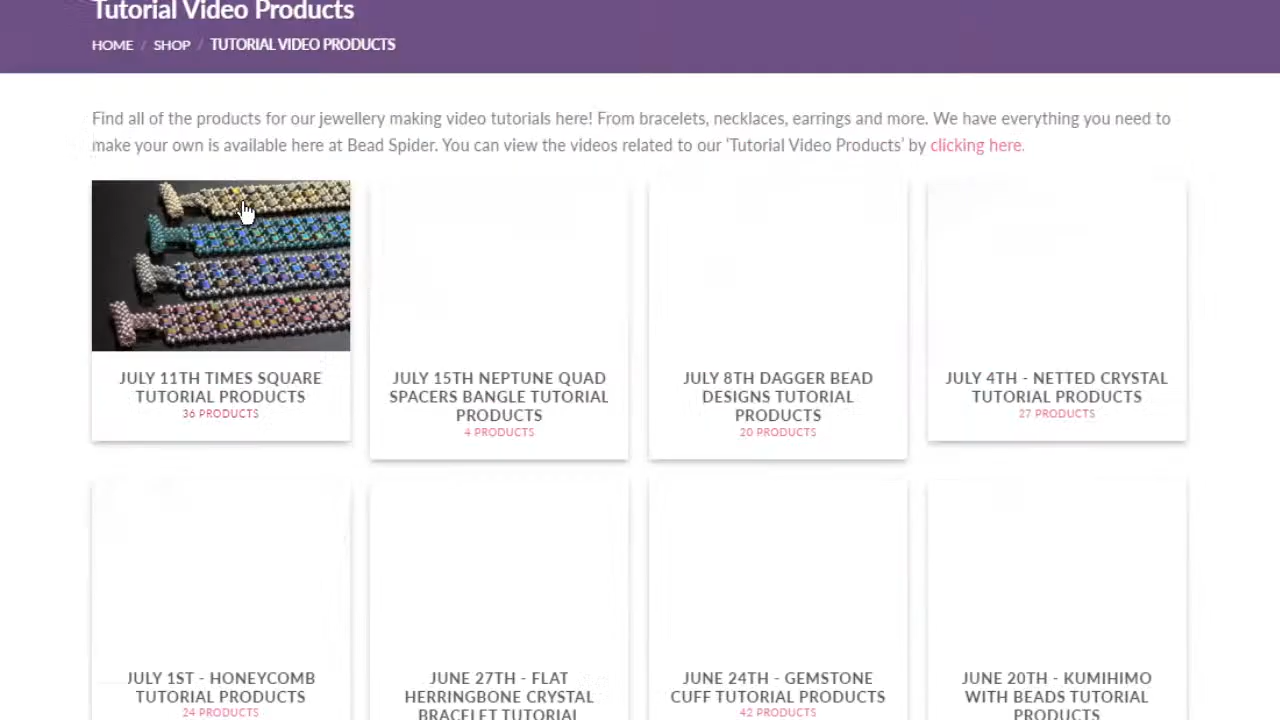 Tutorial Video Products
HOME / SHOP / TUTORIAL VIDEO PRODUCTS
Find all of the products for our jewellery making video tutorials here! From bracelets, necklaces, earrings and more. We have everything you need to
make your own is available here at Bead Spider. You can view the videos related to our ‘Tutorial Video Products’ by clicking here.
JULY 11TH TIMES SQUARE
TUTORIAL PRODUCTS
36 PRODUCTS
JULY 15TH NEPTUNE QUAD
SPACERS BANGLE TUTORIAL
PRODUCTS
4 PRODUCTS
JULY 8TH DAGGER BEAD
DESIGNS TUTORIAL
PRODUCTS
20 PRODUCTS
JULY 4TH - NETTED CRYSTAL
TUTORIAL PRODUCTS
27 PRODUCTS
JULY 1ST - HONEYCOMB
TUTORIAL PRODUCTS
24 PRODUCTS
JUNE 27TH - FLAT
HERRINGBONE CRYSTAL
BRACELET TUTORIAL
JUNE 24TH - GEMSTONE
CUFF TUTORIAL PRODUCTS
42 PRODUCTS
JUNE 20TH - KUMIHIMO
WITH BEADS TUTORIAL
PRODUCTS